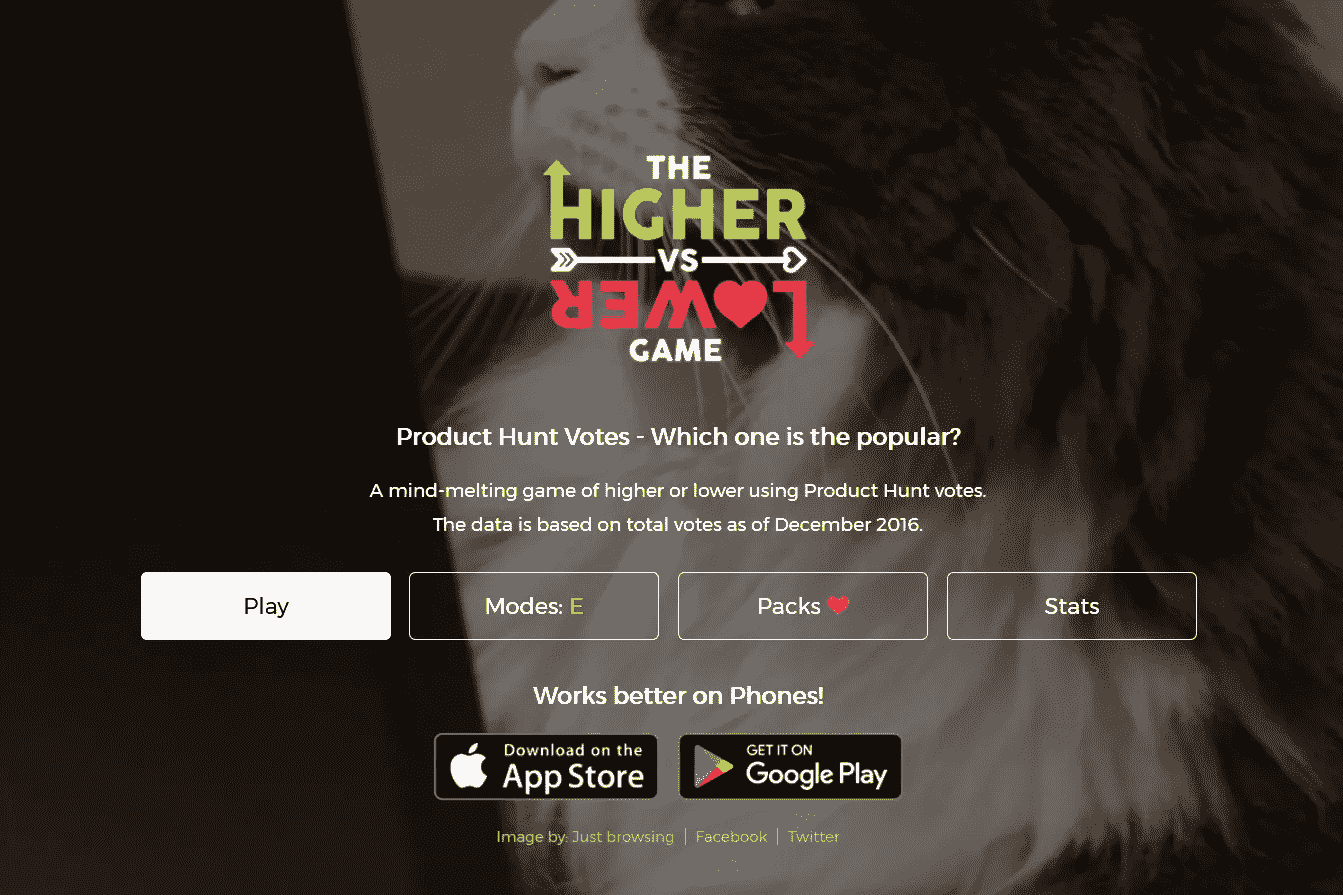 THE
HIGHER
VS
LOWER
GAME
Product Hunt Votes - Which one is the popular?
A mind-melting game of higher or lower using Product Hunt votes.
The data is based on total votes as of December 2016.
Play
Modes: E
Packs
Stats
Works better on Phones!
Download on the
App Store
GET IT ON
Google Play
Image by: Just browsing | Facebook | Twitter